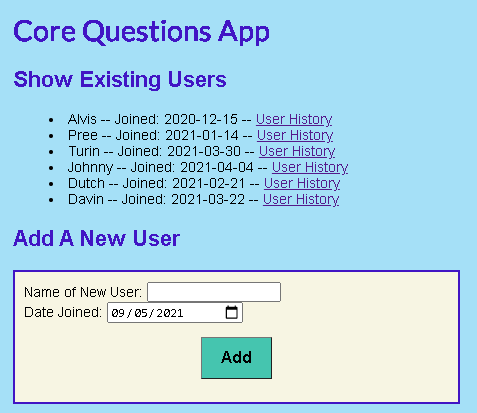 Core Questions App
Show Existing Users
Alvis -- Joined: 2020-12-15 -- User History
Pree -- Joined: 2021-01-14 -- User History
Turin -- Joined: 2021-03-30 -- User History
Johnny -- Joined: 2021-04-04 -- User History
Dutch -- Joined: 2021-02-21 -- User History
Davin -- Joined: 2021-03-22 -- User History
Add A New User
Name of New User:
Date Joined: 09/05/2021
Add